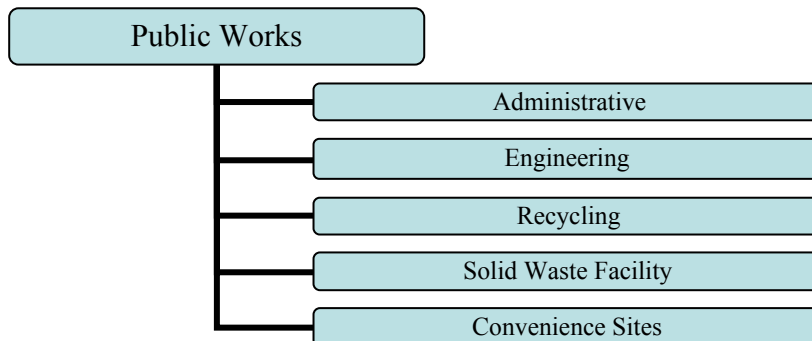 Public Works
Administrative
Engineering
Recycling
Solid Waste Facility
Convenience Sites